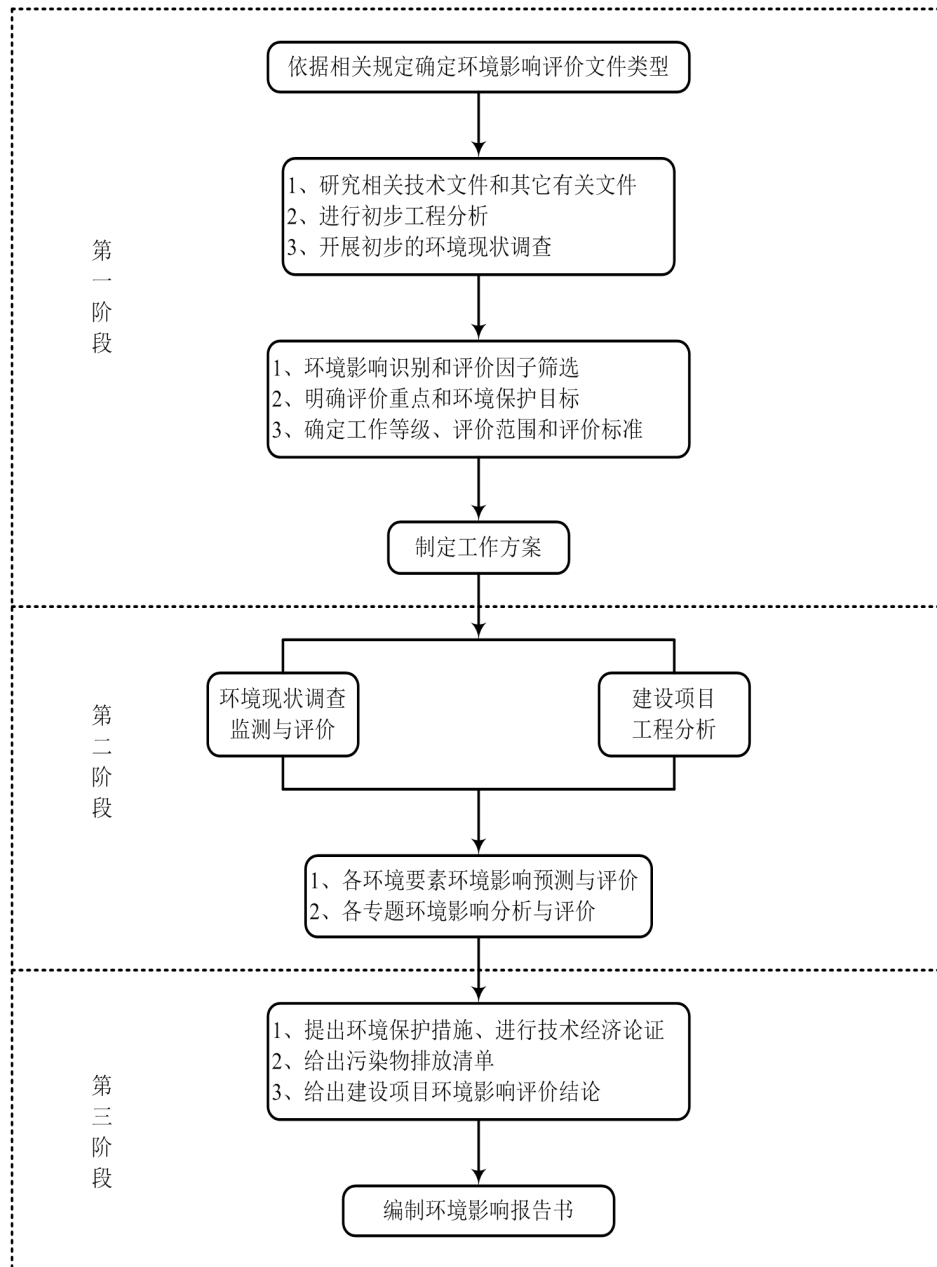 依据相关规定确定环境影响评价文件类型
1、研究相关技术文件和其它有关文件
2、进行初步工程分析
3、开展初步的环境现状调查
第
一
阶
段
1、环境影响识别和评价因子筛选
2、明确评价重点和环境保护目标
3、确定工作等级、评价范围和评价标准
制定工作方案
环境现状调查
监测与评价
建设项目
工程分析
第
二
阶
段
1、各环境要素环境影响预测与评价
2、各专题环境影响分析与评价
1、提出环境保护措施、进行技术经济论证
2、给出污染物排放清单
3、给出建设项目环境影响评价结论
第
三
阶
段
编制环境影响报告书